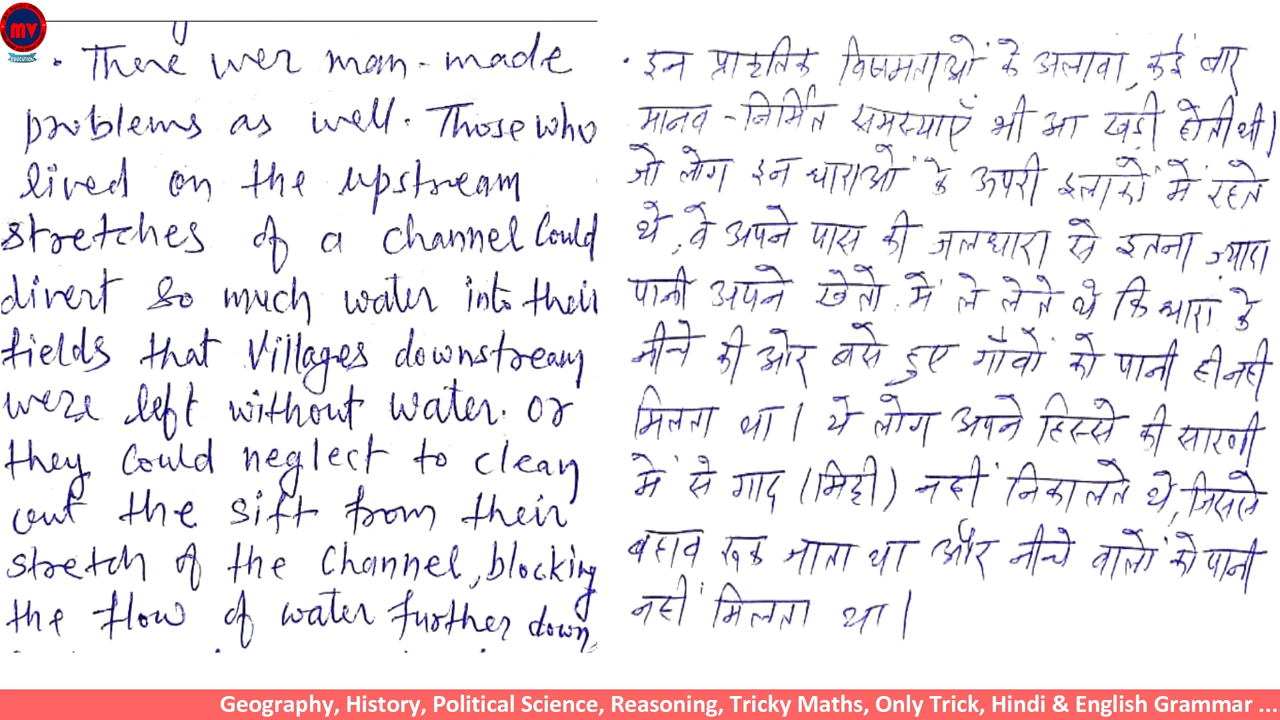 mv
EDUCATION
• There wer man-made
problems as well. Those who
lived on the upstream
stretches of a channel Could
divert so much water into their
fields that Villages downstream
were left without water. or
they Could neglect to clean
out the sift from their
stretch of the Channel, blocking
the flow of water further down.
• इन प्राकृतिक विषमताओं के अलावा, कई बार
मानव-निर्मित समस्याएँ भी आ खड़ी होती थी।
जो लोग इन धाराओं के ऊपरी इलाकों में रहते
थे, वे अपने पास की जलधारा से इतना ज्यादा
पानी अपने खेतों में ले लेते थे कि धारा के
नीचे की ओर बसे हुए गाँवों को पानी ही नहीं
मिलता था। ये लोग अपने हिस्से की सारणी
में से गाद (मिट्टी) नहीं निकालते थे, जिससे
बहाव रूक जाता था और नीचे वालों को पानी
नहीं मिलता था।
Geography, History, Political Science, Reasoning, Tricky Maths, Only Trick, Hindi & English Grammar ...